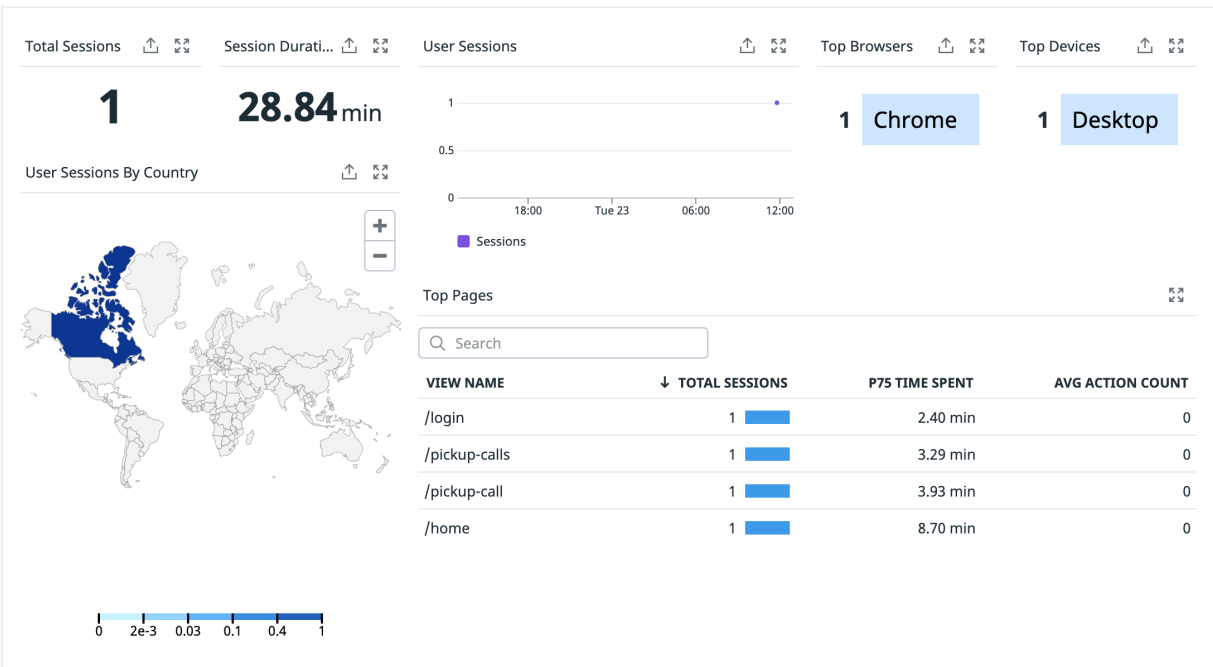 Total Sessions
1
Session Durati...
28.84 min
User Sessions
1
0.5
0
18:00 Tue 23 06:00 12:00
Sessions
Top Browsers
1 Chrome
Top Devices
1 Desktop
User Sessions By Country
+
−
0 2e-3 0.03 0.1 0.4 1
Top Pages
Search
VIEW NAME ↓ TOTAL SESSIONS P75 TIME SPENT AVG ACTION COUNT
/login 1 2.40 min 0
/pickup-calls 1 3.29 min 0
/pickup-call 1 3.93 min 0
/home 1 8.70 min 0